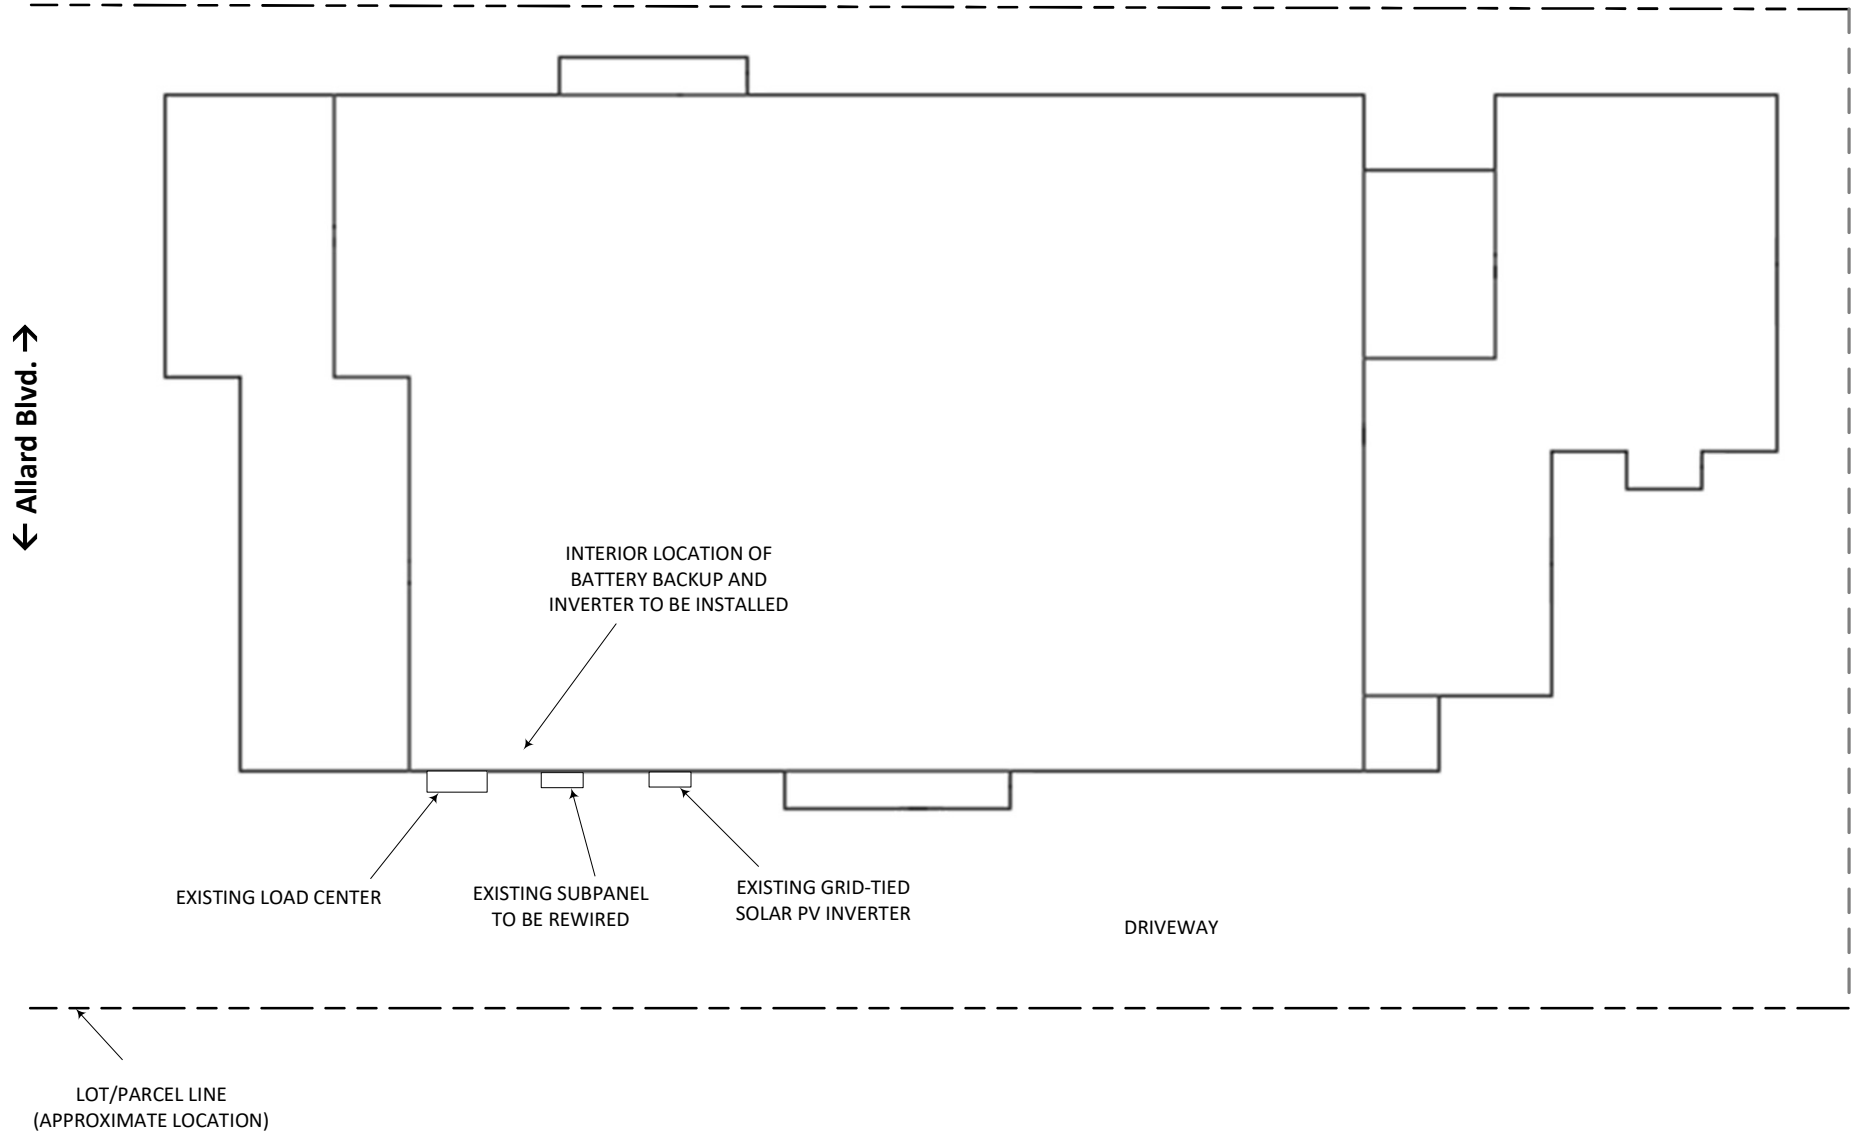 ← Allard Blvd. →
INTERIOR LOCATION OF
BATTERY BACKUP AND
INVERTER TO BE INSTALLED
EXISTING LOAD CENTER
EXISTING SUBPANEL
TO BE REWIRED
EXISTING GRID-TIED
SOLAR PV INVERTER
DRIVEWAY
LOT/PARCEL LINE
(APPROXIMATE LOCATION)